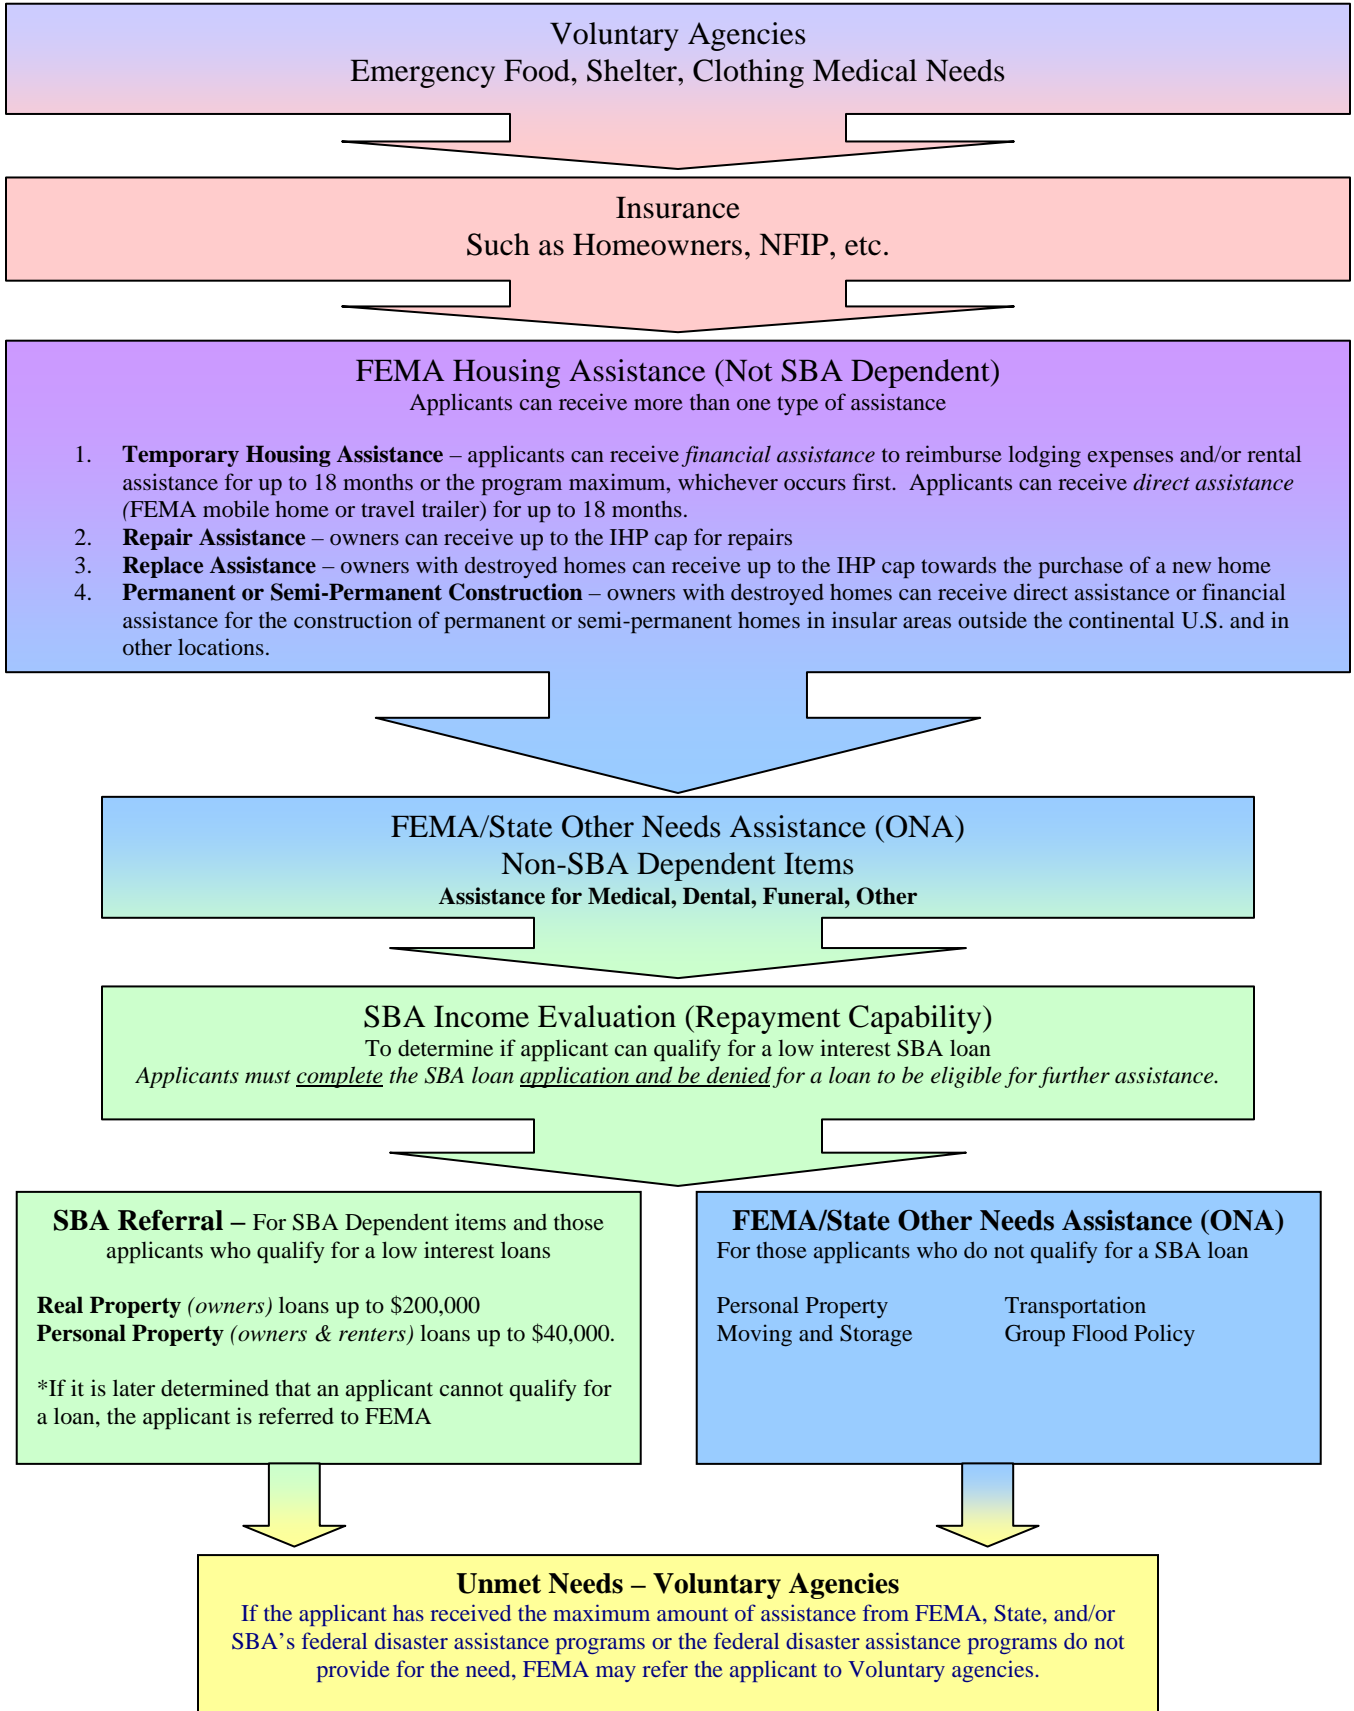 Voluntary Agencies
Emergency Food, Shelter, Clothing Medical Needs
Insurance
Such as Homeowners, NFIP, etc.
FEMA Housing Assistance (Not SBA Dependent)
Applicants can receive more than one type of assistance
1. Temporary Housing Assistance – applicants can receive financial assistance to reimburse lodging expenses and/or rental
assistance for up to 18 months or the program maximum, whichever occurs first. Applicants can receive direct assistance
(FEMA mobile home or travel trailer) for up to 18 months.
2. Repair Assistance – owners can receive up to the IHP cap for repairs
3. Replace Assistance – owners with destroyed homes can receive up to the IHP cap towards the purchase of a new home
4. Permanent or Semi-Permanent Construction – owners with destroyed homes can receive direct assistance or financial
assistance for the construction of permanent or semi-permanent homes in insular areas outside the continental U.S. and in
other locations.
FEMA/State Other Needs Assistance (ONA)
Non-SBA Dependent Items
Assistance for Medical, Dental, Funeral, Other
SBA Income Evaluation (Repayment Capability)
To determine if applicant can qualify for a low interest SBA loan
Applicants must complete the SBA loan application and be denied for a loan to be eligible for further assistance.
SBA Referral – For SBA Dependent items and those
applicants who qualify for a low interest loans
Real Property (owners) loans up to $200,000
Personal Property (owners & renters) loans up to $40,000.
*If it is later determined that an applicant cannot qualify for
a loan, the applicant is referred to FEMA
FEMA/State Other Needs Assistance (ONA)
For those applicants who do not qualify for a SBA loan
Personal Property Transportation
Moving and Storage Group Flood Policy
Unmet Needs – Voluntary Agencies
If the applicant has received the maximum amount of assistance from FEMA, State, and/or
SBA’s federal disaster assistance programs or the federal disaster assistance programs do not
provide for the need, FEMA may refer the applicant to Voluntary agencies.